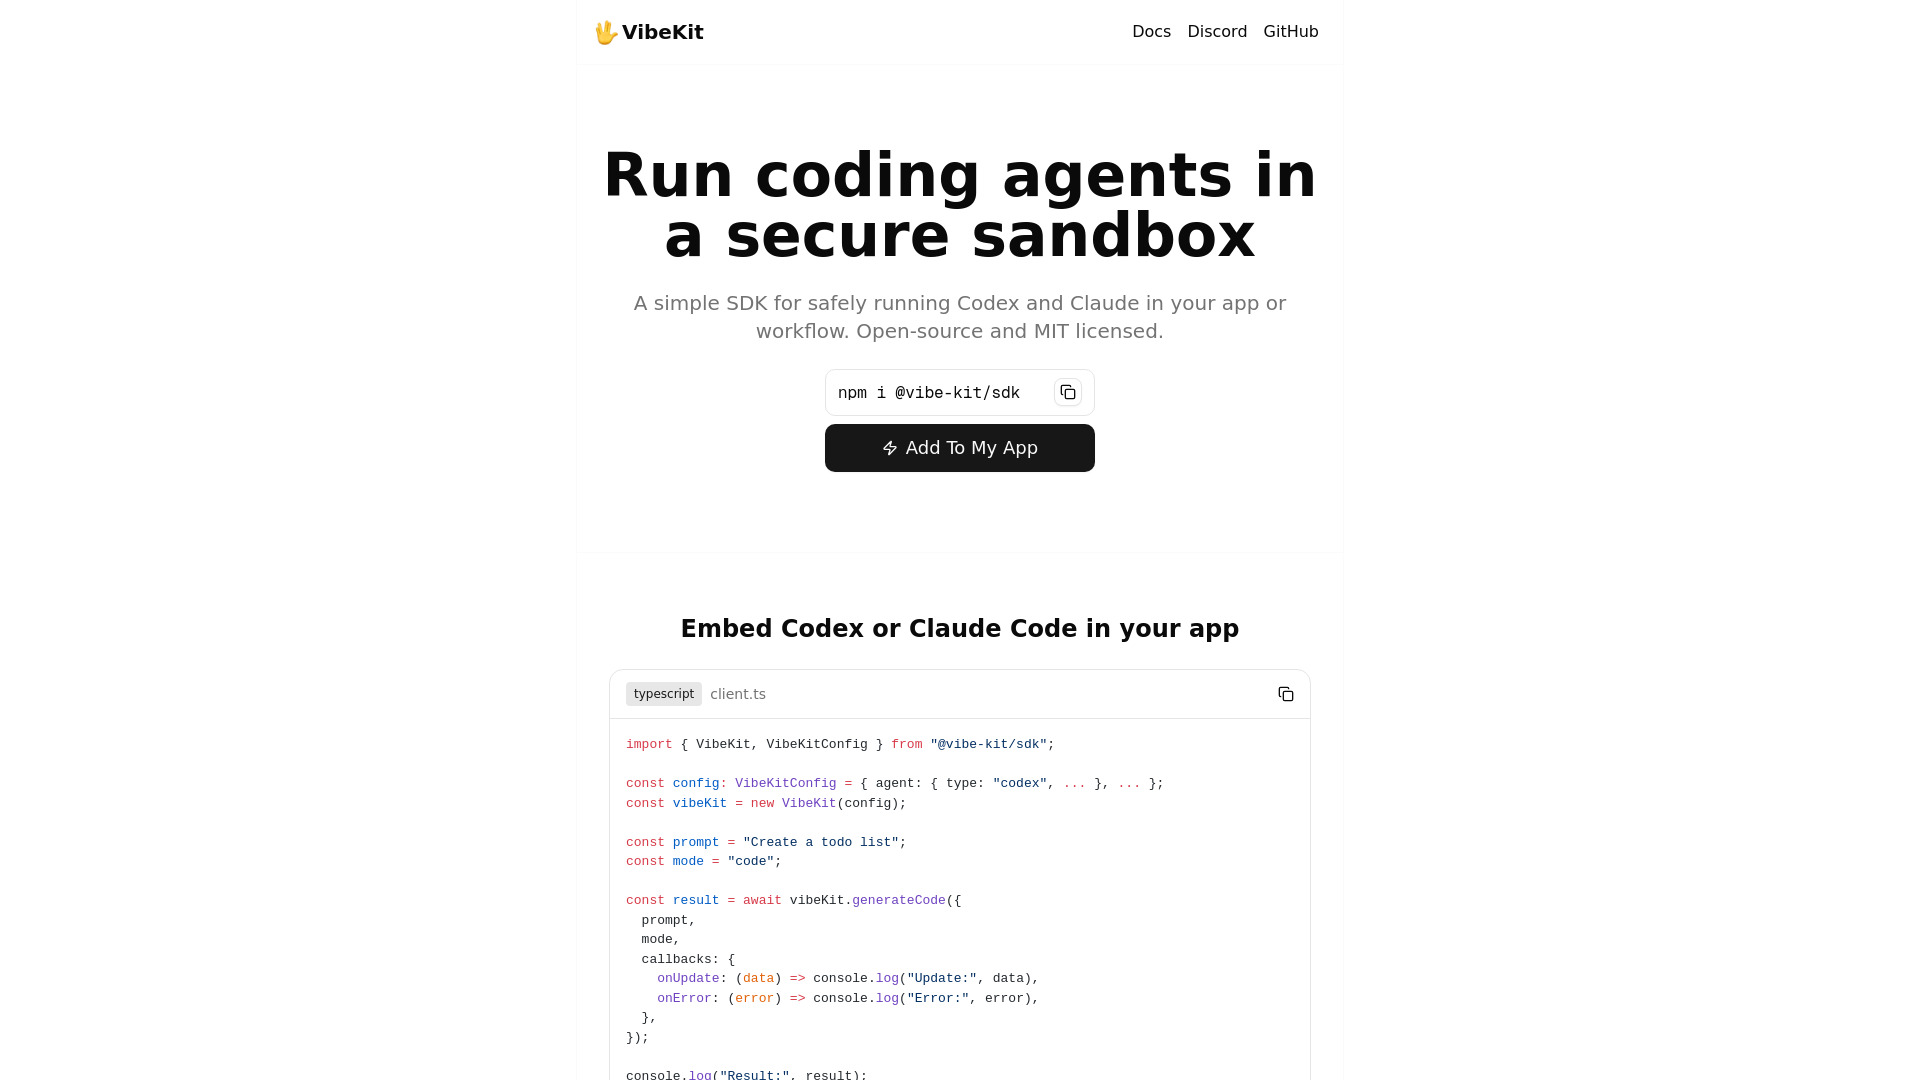 🖖 VibeKit
Docs Discord GitHub
Run coding agents in
a secure sandbox
A simple SDK for safely running Codex and Claude in your app or
workflow. Open-source and MIT licensed.
npm i @vibe-kit/sdk
Add To My App
Embed Codex or Claude Code in your app
typescript client.ts
import { VibeKit, VibeKitConfig } from "@vibe-kit/sdk";
const config: VibeKitConfig = { agent: { type: "codex", ... }, ... };
const vibeKit = new VibeKit(config);
const prompt = "Create a todo list";
const mode = "code";
const result = await vibeKit.generateCode({
  prompt,
  mode,
  callbacks: {
    onUpdate: (data) => console.log("Update:", data),
    onError: (error) => console.log("Error:", error),
  },
});
console.log("Result:", result);